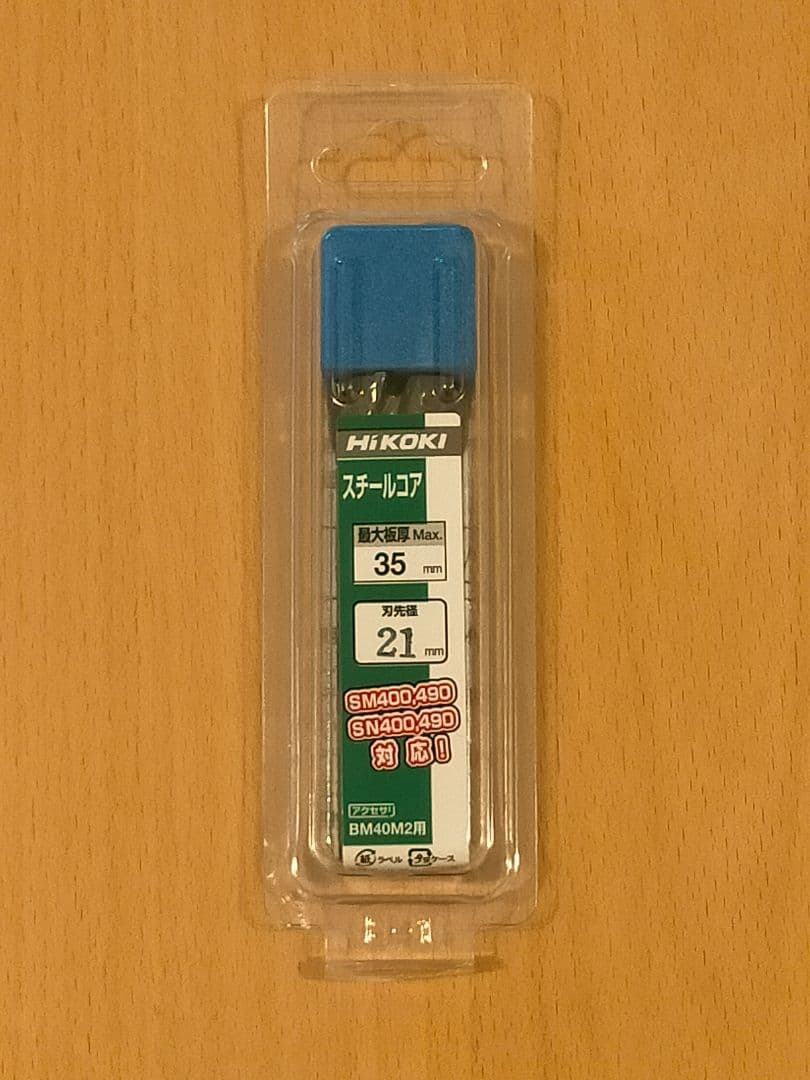 HiKOKI
スチールコア
最大板厚 Max.
35 mm
刃先径
21 mm
SM400,490
SN400,490
対応!
アクセサリ
BM40M2用
紙 ラベル プラ ケース